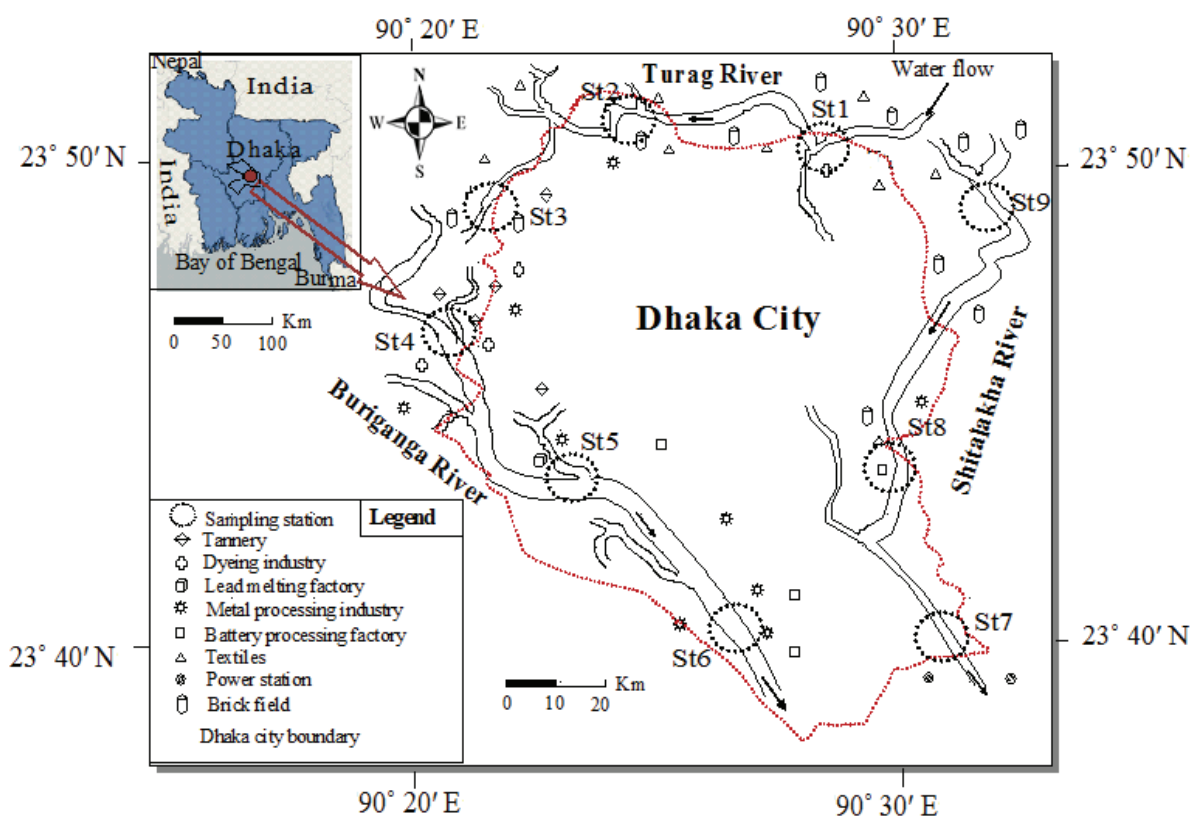 90° 20′ E
90° 30′ E
Nepal
India
Dhaka
India
Bay of Bengal
Burma
N
W
E
S
Turag River
Water flow
St2
St1
23° 50′ N
23° 50′ N
St3
St9
Km
0 50 100
Dhaka City
St4
Buriganga River
Shitalakha River
St5
St8
Legend
Sampling station
Tannery
Dyeing industry
Lead melting factory
Metal processing industry
Battery processing factory
Textiles
Power station
Brick field
Dhaka city boundary
St6
St7
23° 40′ N
23° 40′ N
Km
0 10 20
90° 20′ E
90° 30′ E